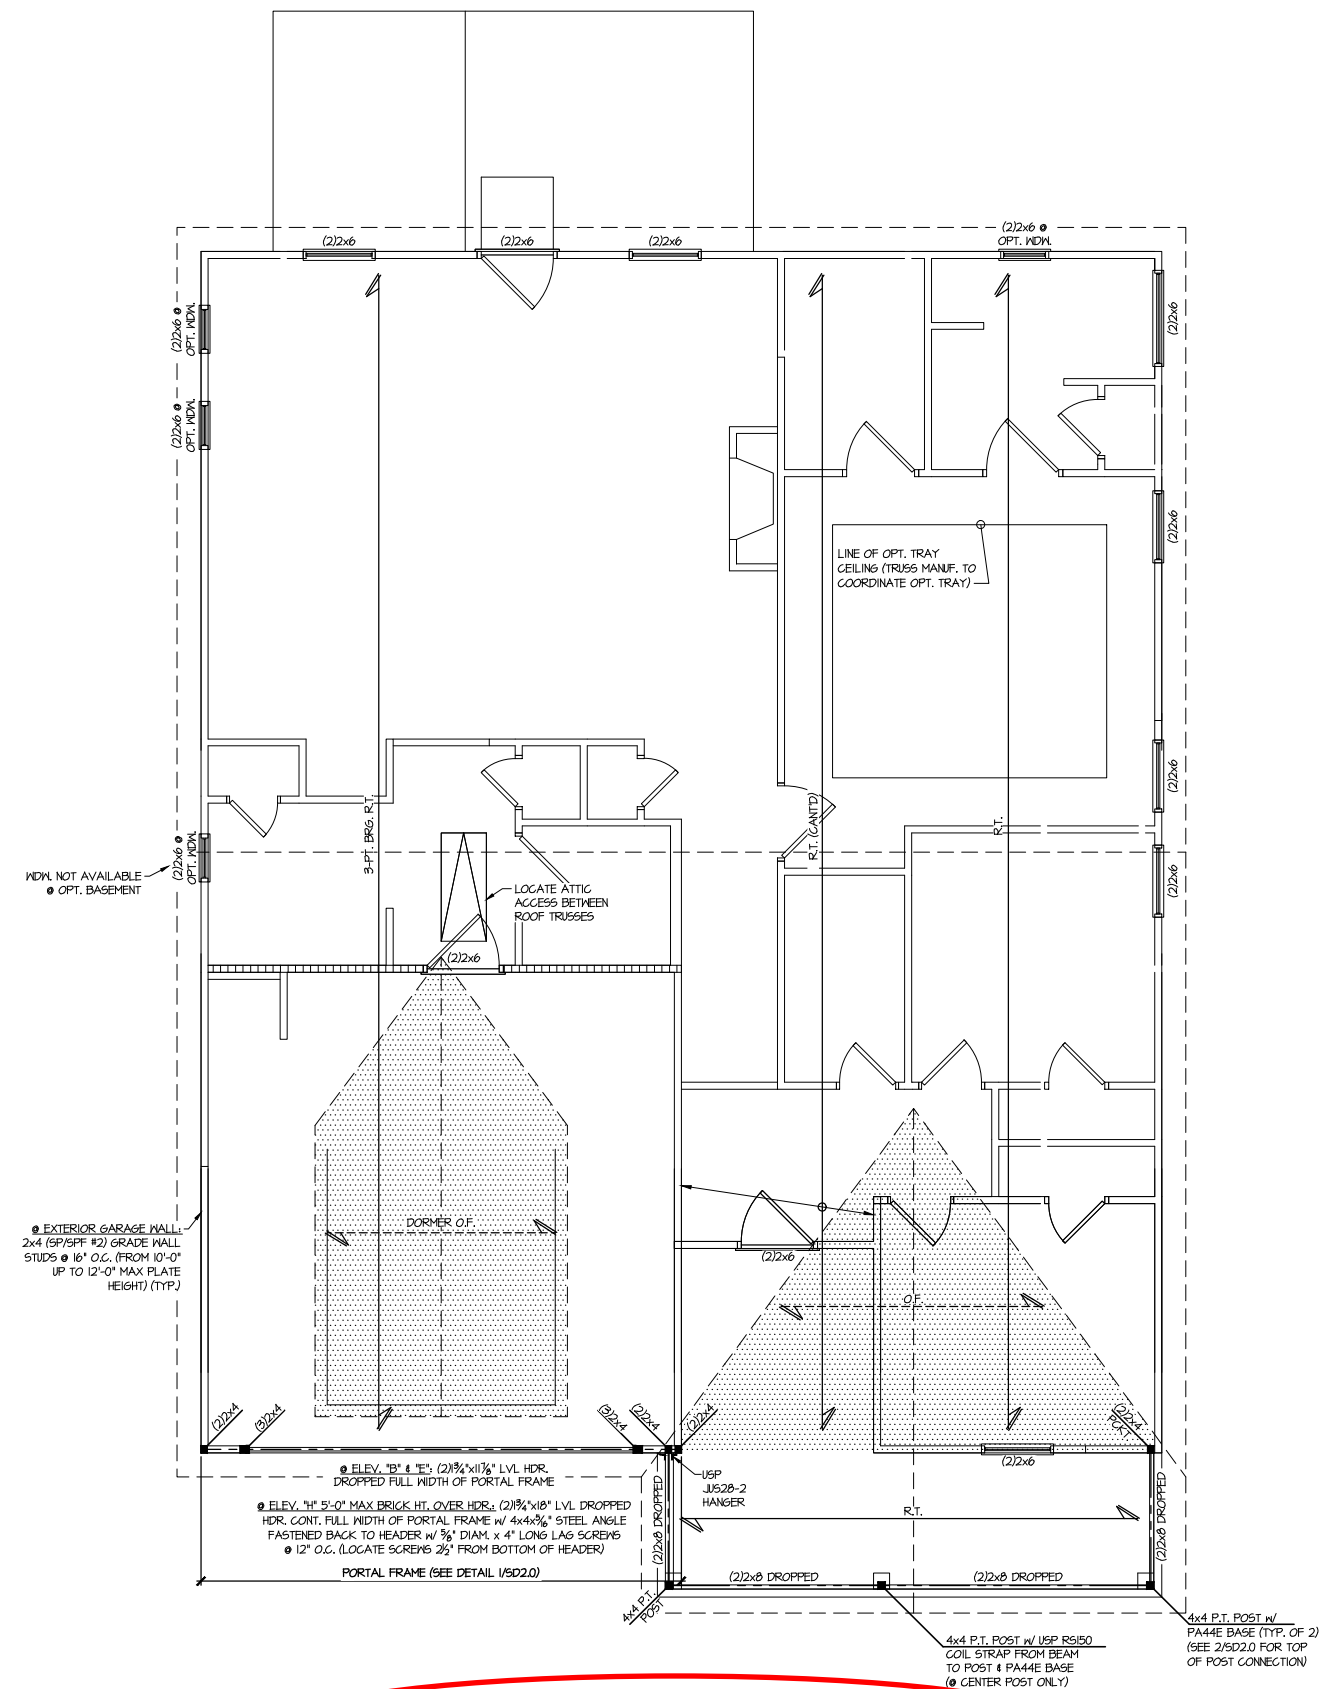 (2)2x6
(2)2x6
(2)2x6
(2)2x6 @
OPT. WDW.
(2)2x6 @
OPT. WDW.
(2)2x6
(2)2x6 @
OPT. WDW.
(2)2x6
LINE OF OPT. TRAY
CEILING (TRUSS MANUF. TO
COORDINATE OPT. TRAY)
(2)2x6
3-PT. BRG. R.T.
R.T. (CANT'D)
R.T.
(2)2x6 @
OPT. WDW.
WDW. NOT AVAILABLE
@ OPT. BASEMENT
LOCATE ATTIC
ACCESS BETWEEN
ROOF TRUSSES
(2)2x6
(2)2x6
DORMER O.F.
@ EXTERIOR GARAGE WALL:
2x4 (SP/SPF #2) GRADE WALL
STUDS @ 16" O.C. (FROM 10'-0"
UP TO 12'-0" MAX PLATE
HEIGHT) (TYP.)
(2)2x6
O.F.
(2)2x4
(3)2x4
(3)2x4
(2)2x4
(2)2x4
(2)2x4
PCKT.
(2)2x6
@ ELEV. "B" & "E": (2)1¾"x11⅞" LVL HDR.
DROPPED FULL WIDTH OF PORTAL FRAME
@ ELEV. "H" 5'-0" MAX BRICK HT. OVER HDR.: (2)1¾"x18" LVL DROPPED
HDR. CONT. FULL WIDTH OF PORTAL FRAME W/ 4x4x5/16" STEEL ANGLE
FASTENED BACK TO HEADER W/ ⅝" DIAM. x 4" LONG LAG SCREWS
@ 12" O.C. (LOCATE SCREWS 2½" FROM BOTTOM OF HEADER)
PORTAL FRAME (SEE DETAIL 1/SD2.0)
USP
JUS28-2
HANGER
(2)2x8 DROPPED
R.T.
(2)2x8 DROPPED
(2)2x8 DROPPED
(2)2x8 DROPPED
4x4 P.T.
POST
4x4 P.T. POST W/ USP RS150
COIL STRAP FROM BEAM
TO POST & PA44E BASE
(@ CENTER POST ONLY)
4x4 P.T. POST W/
PA44E BASE (TYP. OF 2)
(SEE 2/SD2.0 FOR TOP
OF POST CONNECTION)